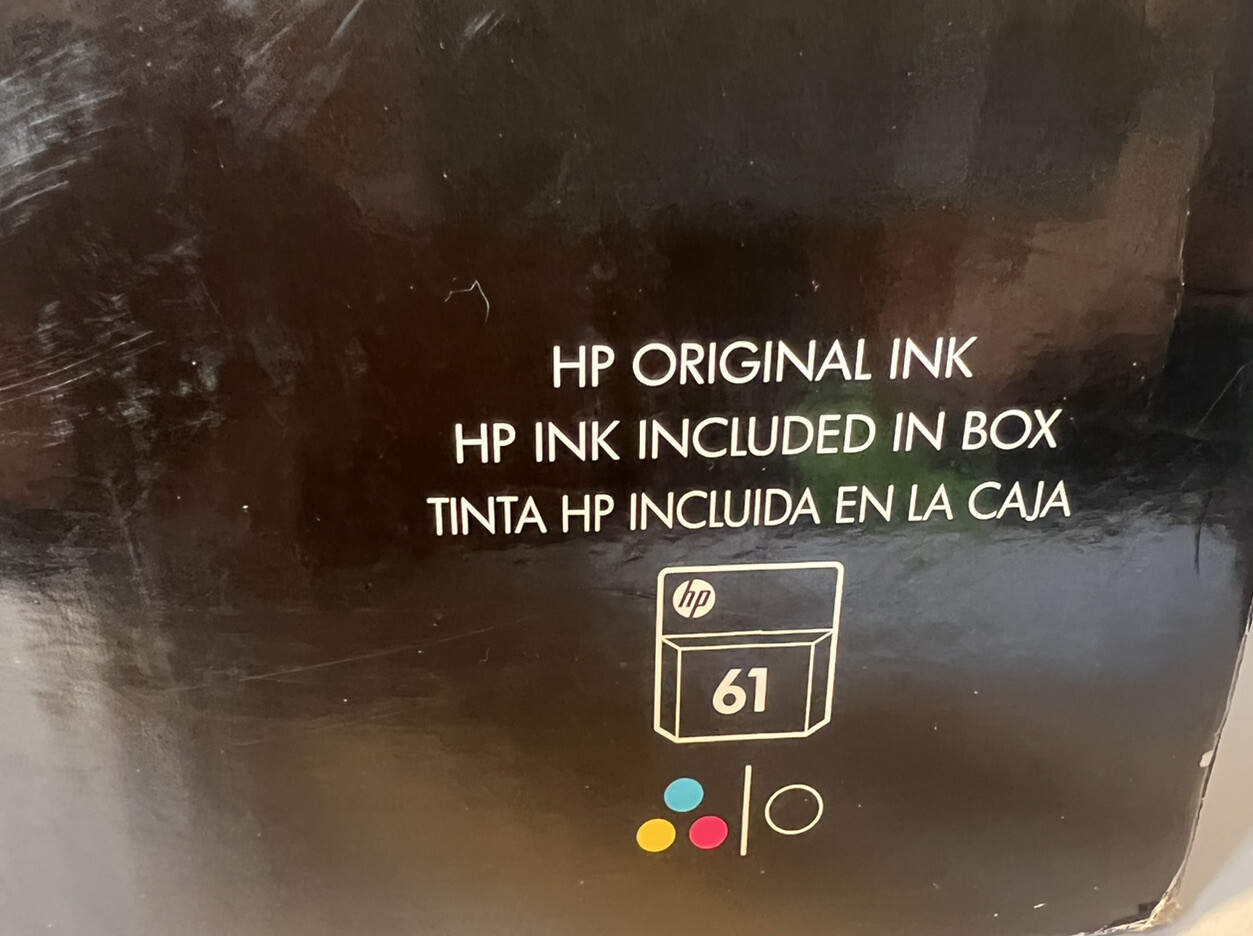 HP ORIGINAL INK
HP INK INCLUDED IN BOX
TINTA HP INCLUIDA EN LA CAJA
hp
61